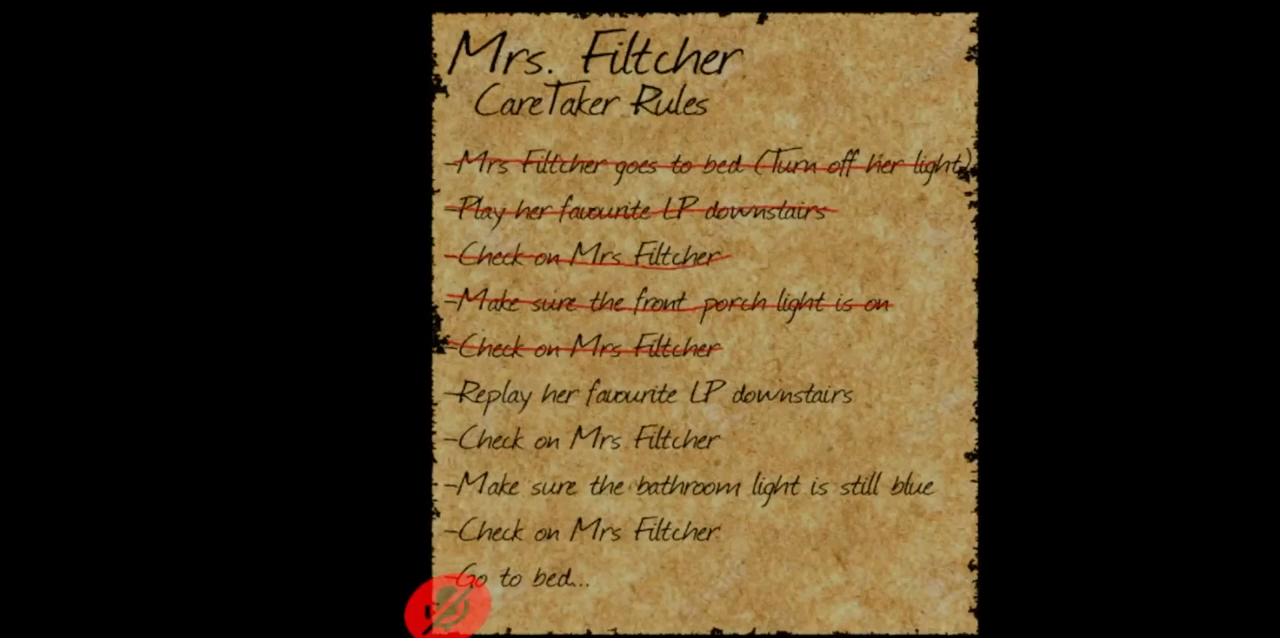 Mrs. Filtcher
CareTaker Rules
-Mrs Filtcher goes to bed (Turn off her light)
-Play her favourite LP downstairs
-Check on Mrs Filtcher
-Make sure the front porch light is on
-Check on Mrs Filtcher
-Replay her favourite LP downstairs
-Check on Mrs Filtcher
-Make sure the bathroom light is still blue
-Check on Mrs Filtcher
-Go to bed...